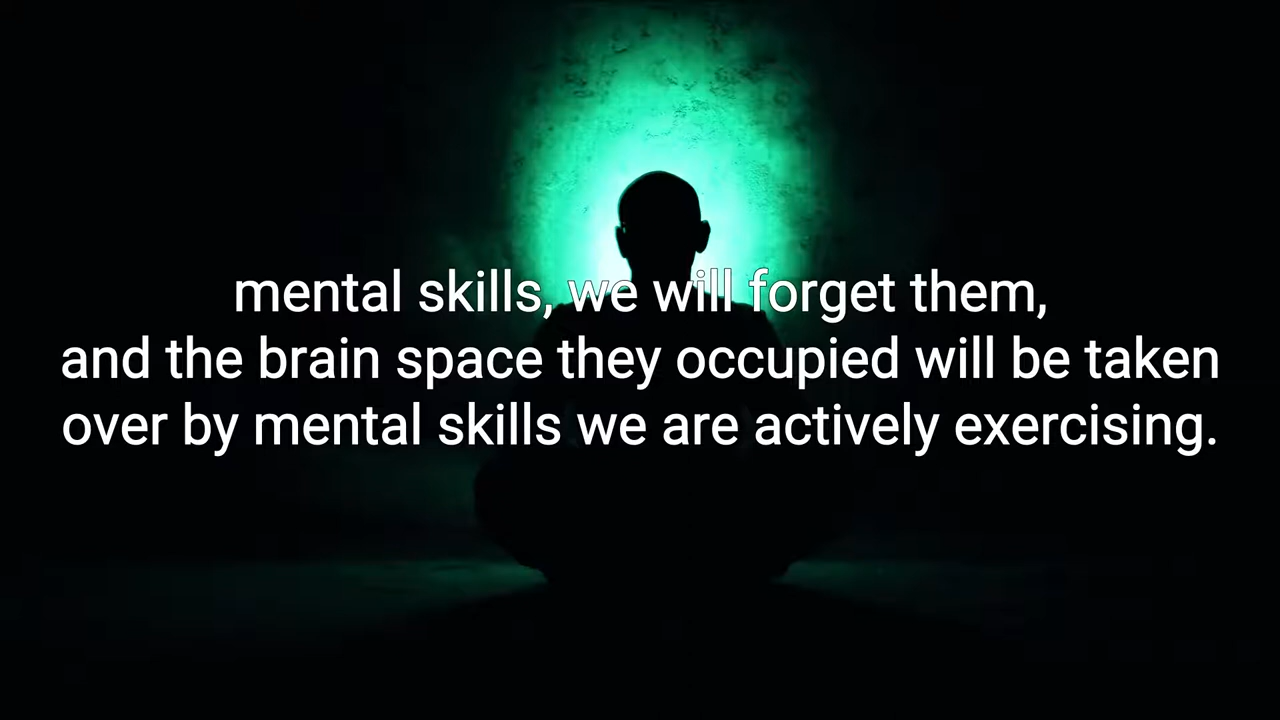 mental skills, we will forget them,
and the brain space they occupied will be taken
over by mental skills we are actively exercising.